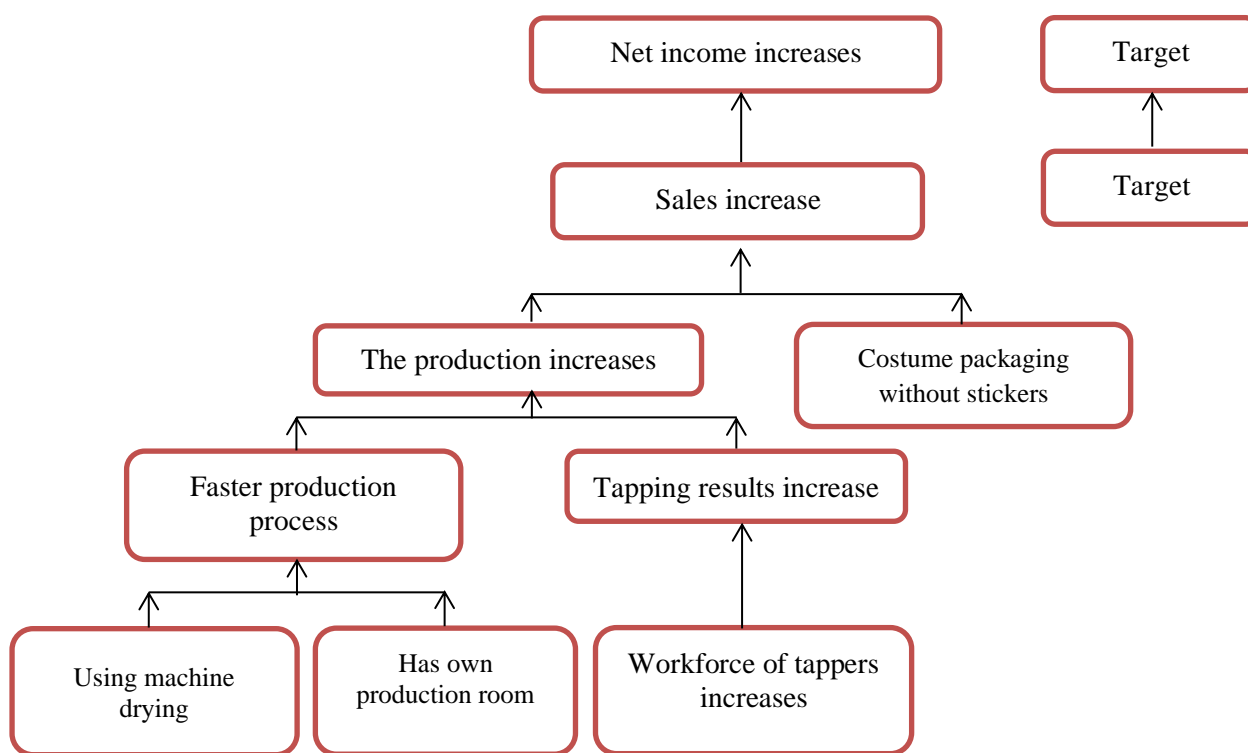 Net income increases
Target
Sales increase
Target
The production increases
Costume packaging
without stickers
Faster production
process
Tapping results increase
Using machine
drying
Has own
production room
Workforce of tappers
increases